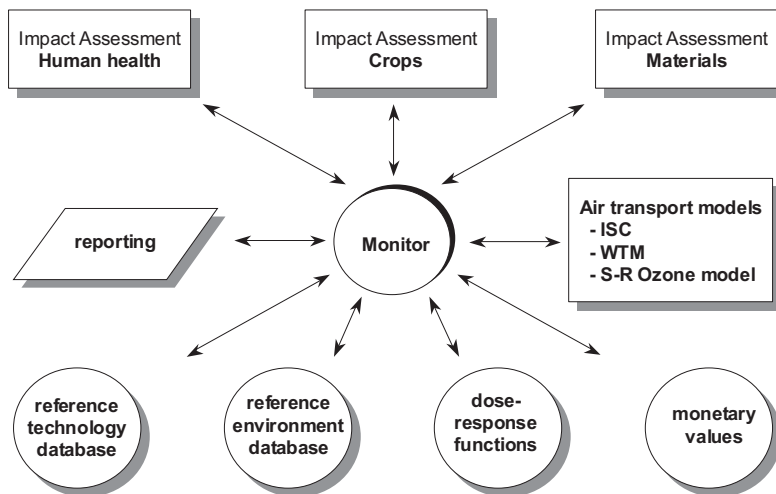 Impact Assessment
Human health
Impact Assessment
Crops
Impact Assessment
Materials
reporting
Monitor
Air transport models
- ISC
- WTM
- S-R Ozone model
reference
technology
database
reference
environment
database
dose-
response
functions
monetary
values